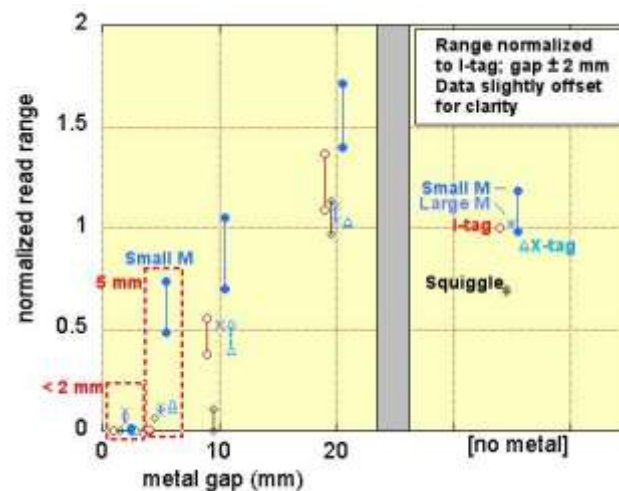 2
1.5
1
0.5
0
normalized read range
Range normalized
to I-tag; gap ± 2 mm
Data slightly offset
for clarity
Small M
5 mm
< 2 mm
Small M
Large M
I-tag
X-tag
Squiggle
0
10
20
[no metal]
metal gap (mm)